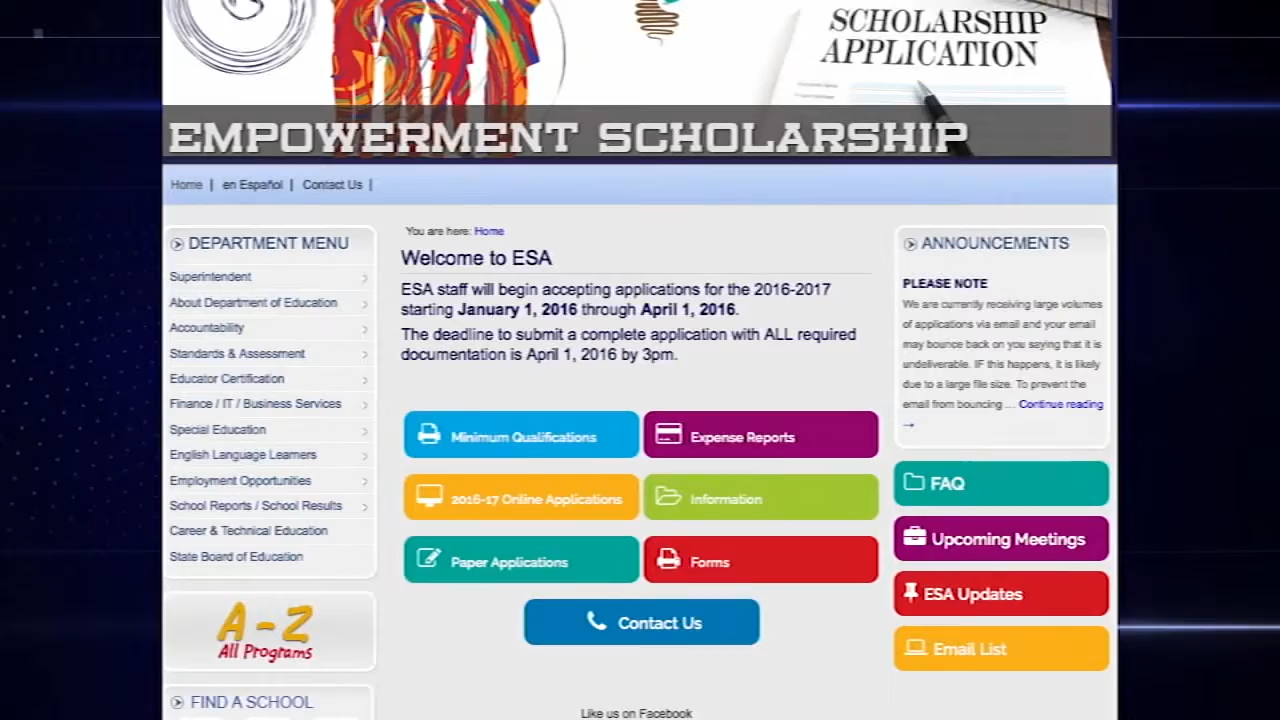 SCHOLARSHIP
APPLICATION
EMPOWERMENT SCHOLARSHIP
Home | en Español | Contact Us |
DEPARTMENT MENU
Superintendent
About Department of Education
Accountability
Standards & Assessment
Educator Certification
Finance / IT / Business Services
Special Education
English Language Learners
Employment Opportunities
School Reports / School Results
Career & Technical Education
State Board of Education
A-Z
All Programs
FIND A SCHOOL
You are here: Home
Welcome to ESA
ESA staff will begin accepting applications for the 2016-2017
starting January 1, 2016 through April 1, 2016.
The deadline to submit a complete application with ALL required
documentation is April 1, 2016 by 3pm.
Minimum Qualifications
Expense Reports
2016-17 Online Applications
Information
Paper Applications
Forms
Contact Us
Like us on Facebook
ANNOUNCEMENTS
PLEASE NOTE
We are currently receiving large volumes
of applications via email and your email
may bounce back on you saying that it is
undeliverable. IF this happens, it is likely
due to a large file size. To prevent the
email from bouncing ... Continue reading
→
FAQ
Upcoming Meetings
ESA Updates
Email List